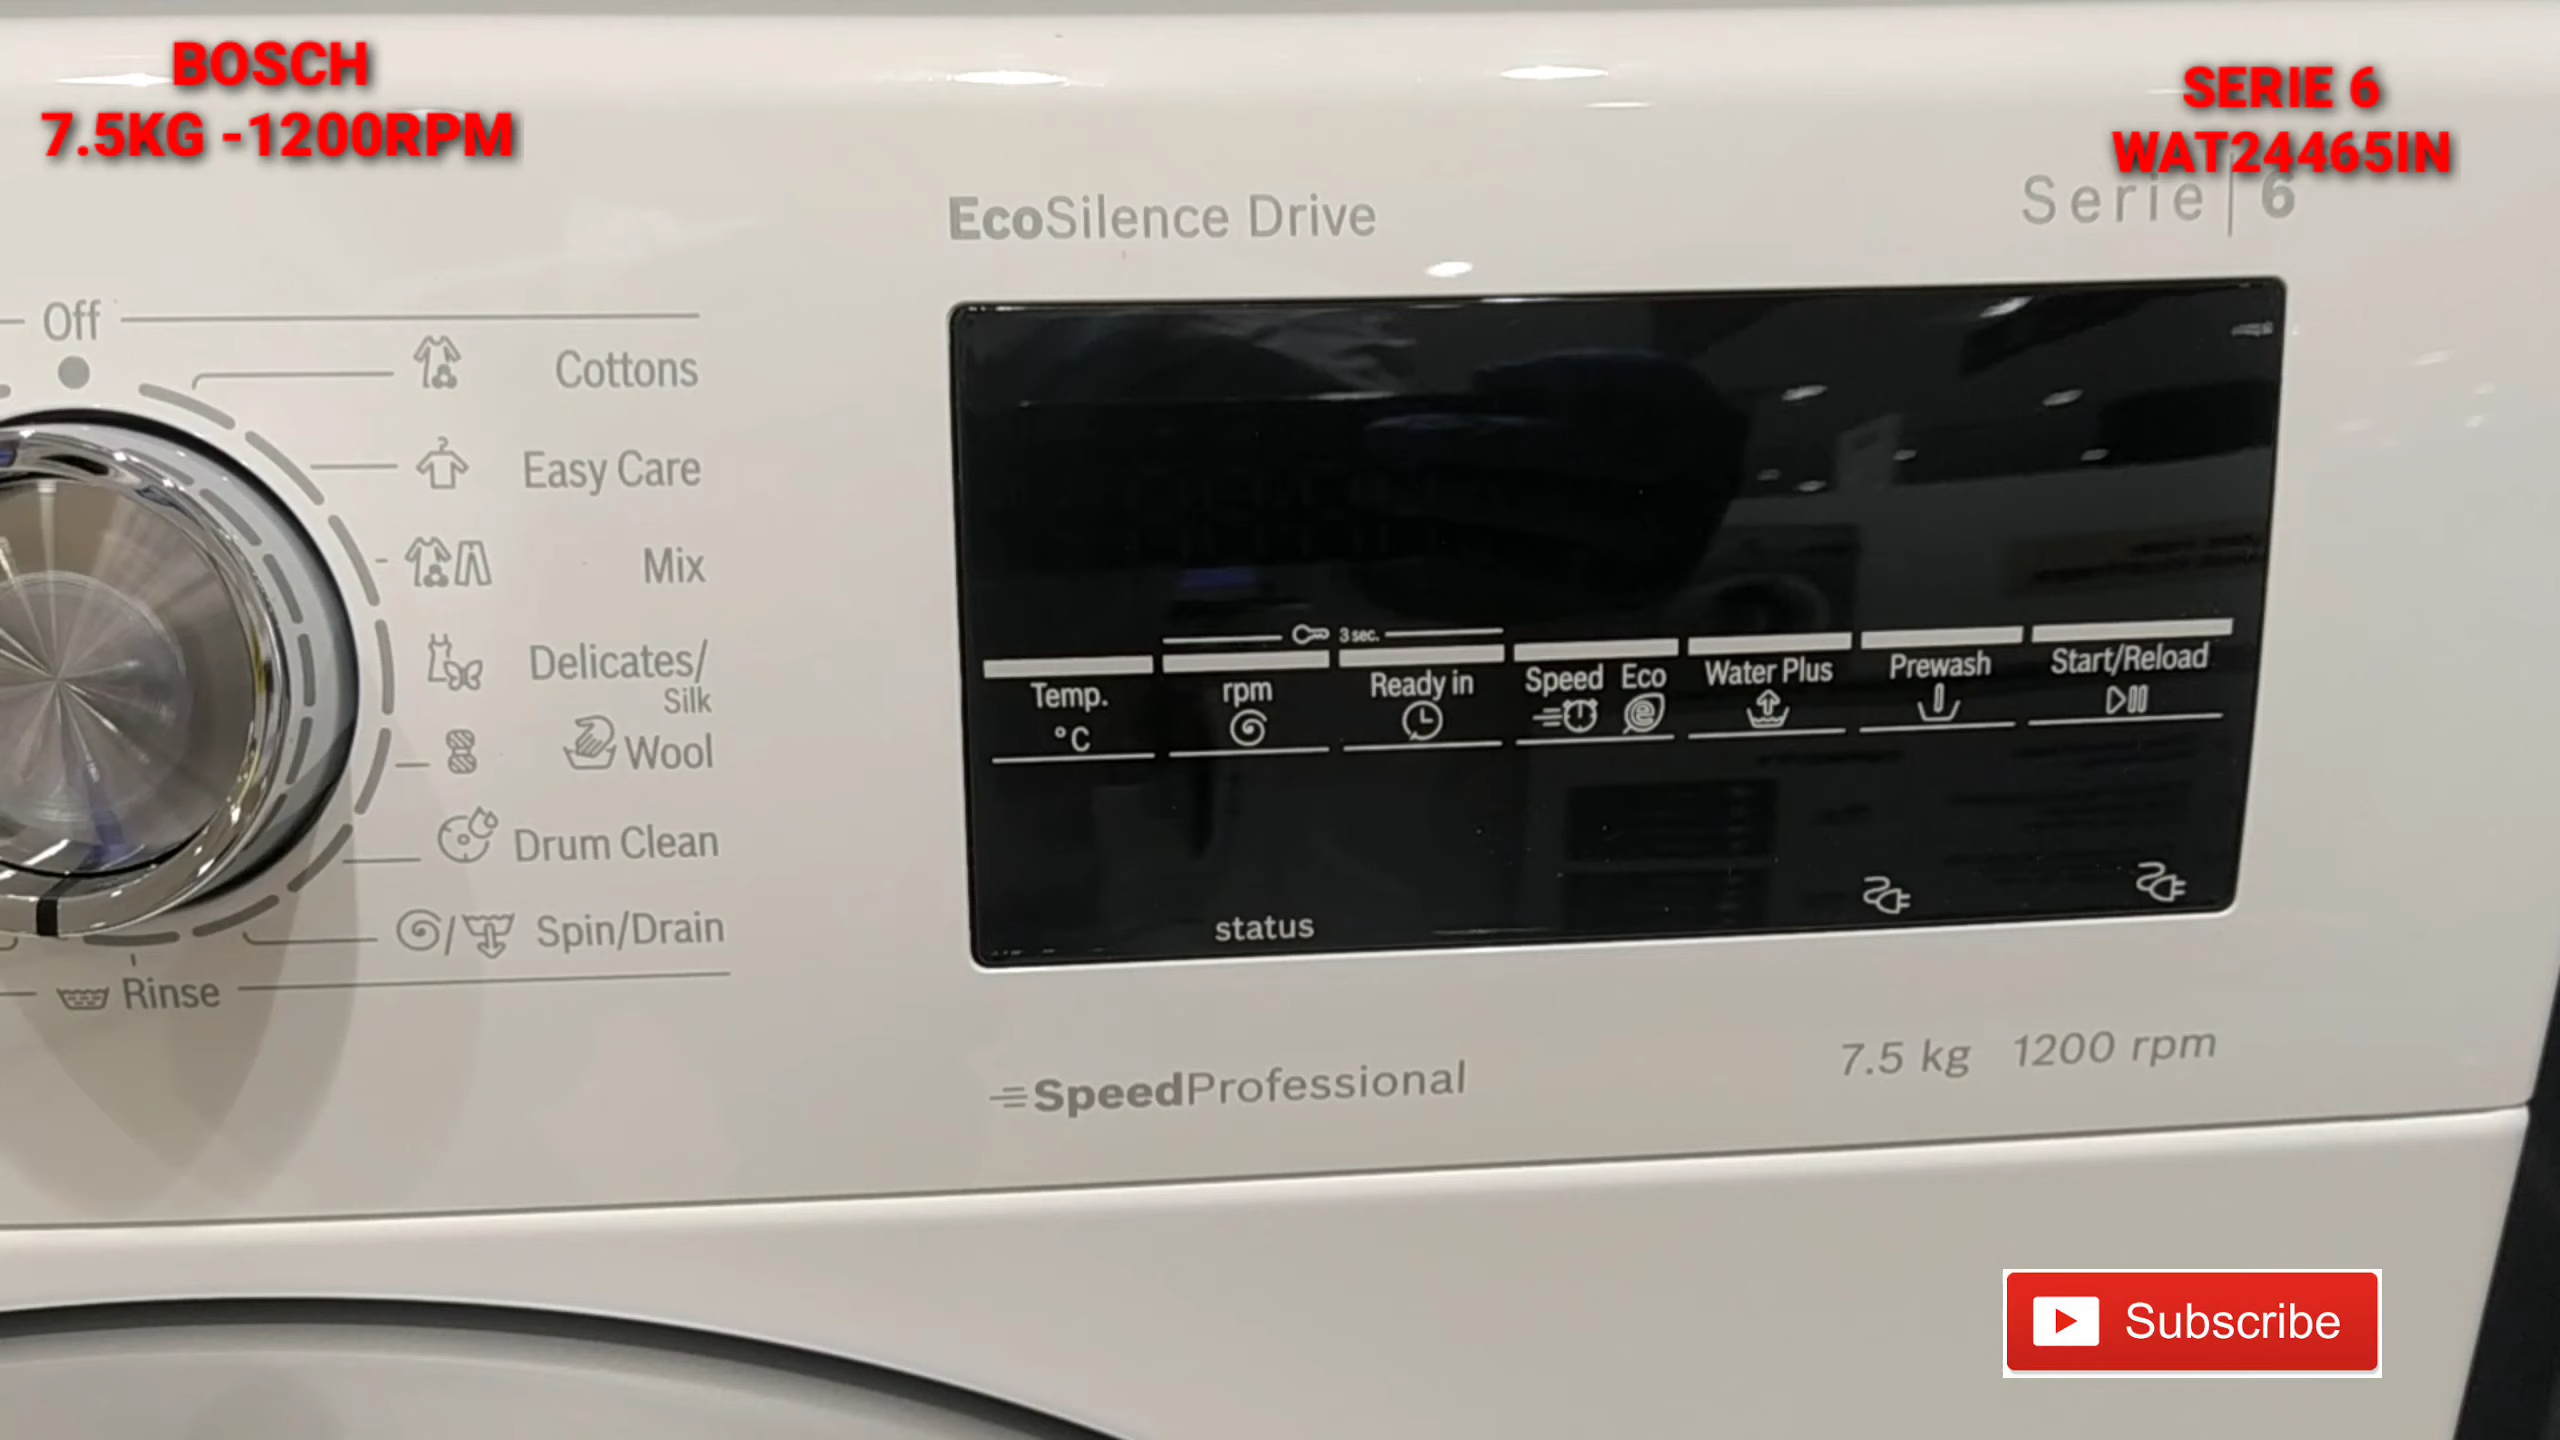 BOSCH
7.5KG -1200RPM
SERIE 6
WAT24465IN
EcoSilence Drive
Serie 6
Off
Cottons
Easy Care
Mix
Delicates/
Silk
Wool
Drum Clean
Spin/Drain
Rinse
3 sec.
Temp.
°C
rpm
Ready in
Speed Eco
Water Plus
Prewash
Start/Reload
status
SpeedProfessional
7.5 kg 1200 rpm
Subscribe